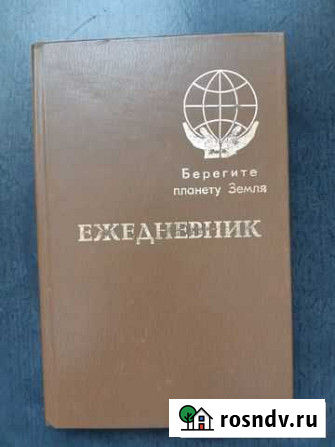 Берегите
планету Земля
ЕЖЕДНЕВНИК
rosndv.ru